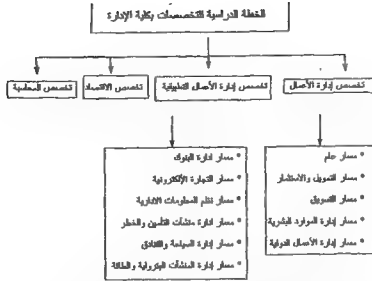 الخطة الدراسية للتخصصات بكلية الإدارة
تخصص إدارة الأعمال
تخصص إدارة الأعمال التطبيقية
تخصص الاقتصاد
تخصص المحاسبة
• مسار عام
• مسار التمويل والاستثمار
• مسار التسويق
• مسار إدارة الموارد البشرية
• مسار إدارة الأعمال الدولية
• مسار ادارة البنوك
• مسار التجارة الإلكترونية
• مسار نظم المعلومات الادارية
• مسار ادارة منشآت التأمين والخطر
• مسار إدارة السياحة والفنادق
• مسار إدارة المنشآت البترولية والطاقة